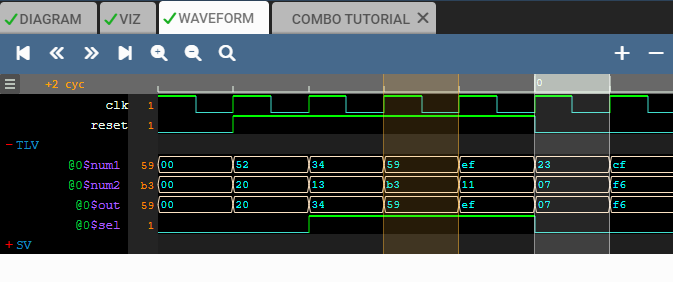 DIAGRAM VIZ WAVEFORM COMBO TUTORIAL
+2 cyc 0
clk 1
reset 1
TLV
@0$num1 59 00 52 34 59 ef 23 cf
@0$num2 b3 00 20 13 b3 11 07 f6
@0$out 59 00 20 34 59 ef 07 f6
@0$sel 1
SV